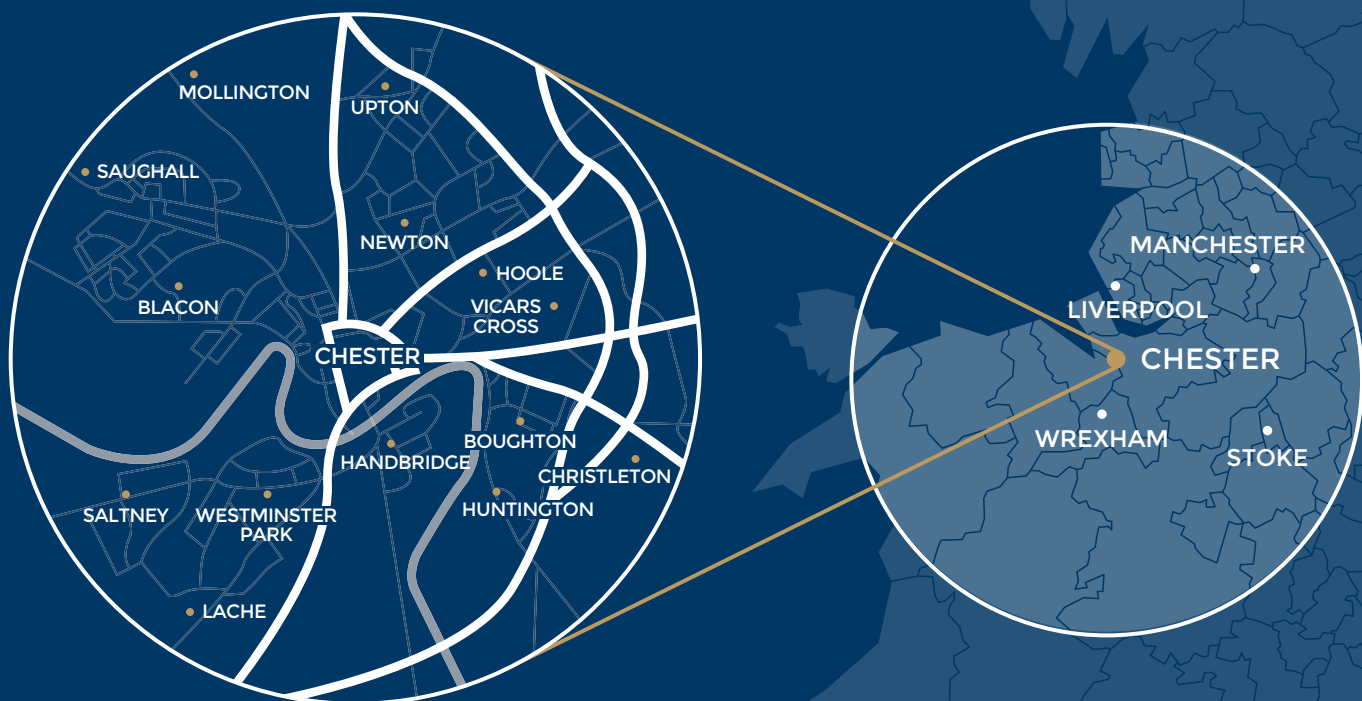 MOLLINGTON
UPTON
SAUGHALL
NEWTON
HOOLE
BLACON
VICARS
CROSS
CHESTER
BOUGHTON
HANDBRIDGE
CHRISTLETON
SALTNEY
WESTMINSTER
PARK
HUNTINGTON
LACHE
MANCHESTER
LIVERPOOL
CHESTER
WREXHAM
STOKE